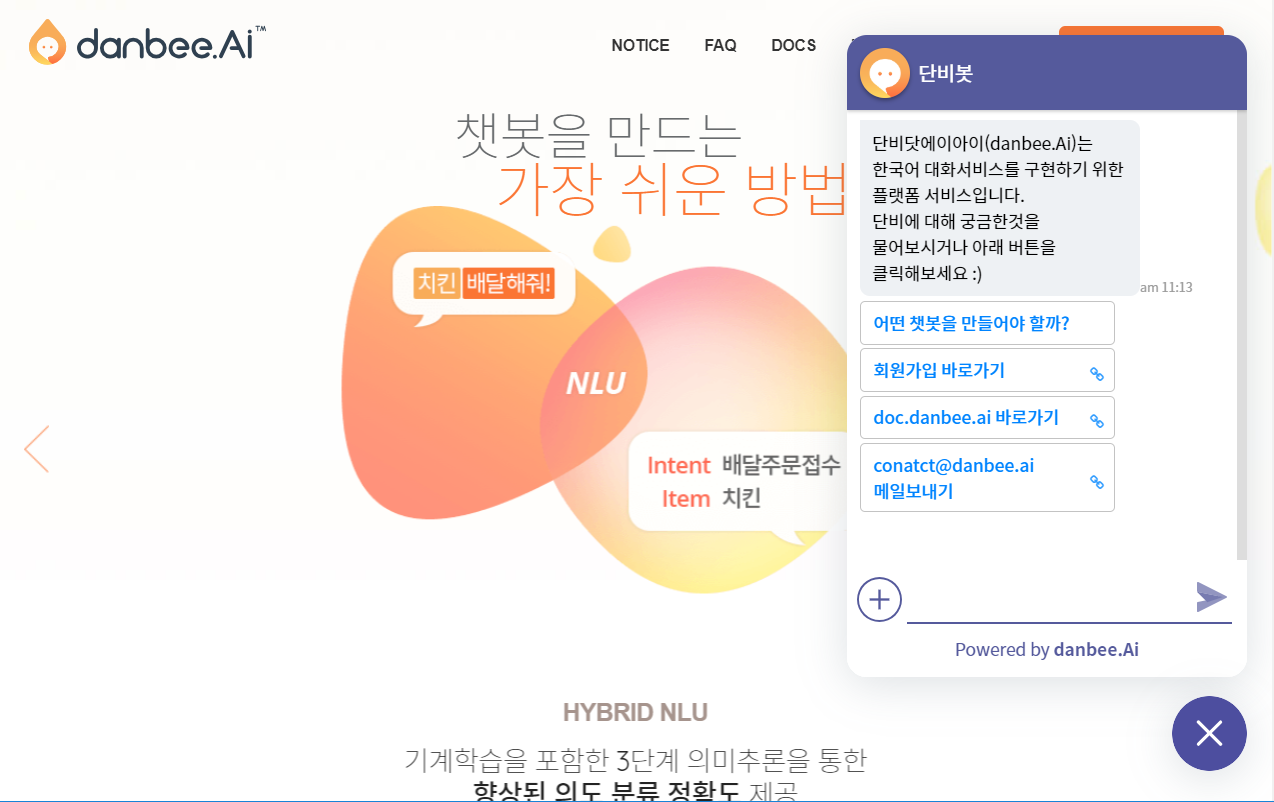 danbee.Ai™
NOTICE
FAQ
DOCS
챗봇을 만드는
가장 쉬운 방법
치킨 배달해줘!
NLU
Intent 배달주문접수
Item 치킨
HYBRID NLU
기계학습을 포함한 3단계 의미추론을 통한
향상된 의도 분류 정확도 제공
단비봇
단비닷에이아이(danbee.Ai)는
한국어 대화서비스를 구현하기 위한
플랫폼 서비스입니다.
단비에 대해 궁금한것을
물어보시거나 아래 버튼을
클릭해보세요 :)
am 11:13
어떤 챗봇을 만들어야 할까?
회원가입 바로가기
doc.danbee.ai 바로가기
conatct@danbee.ai
메일보내기
Powered by danbee.Ai